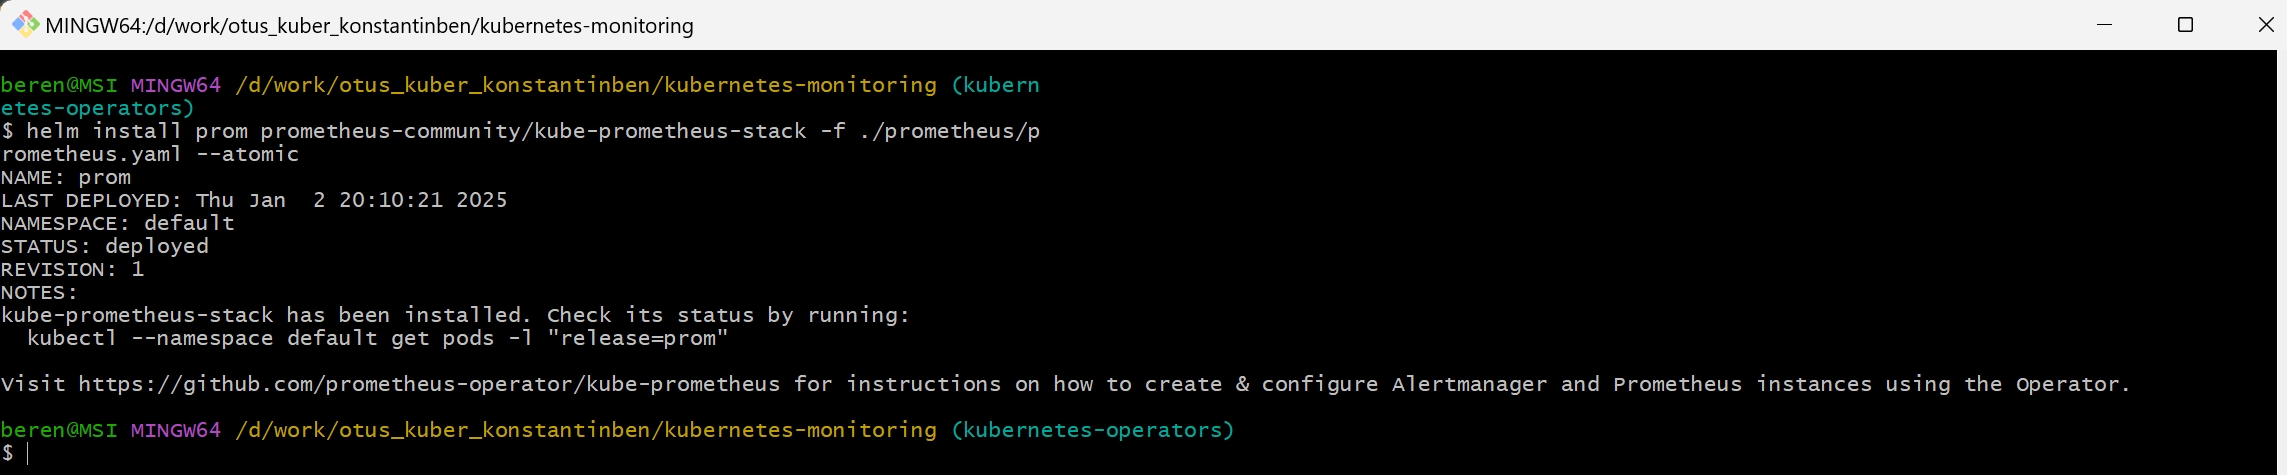 MINGW64:/d/work/otus_kuber_konstantinben/kubernetes-monitoring
beren@MSI MINGW64 /d/work/otus_kuber_konstantinben/kubernetes-monitoring (kubern
etes-operators)
$ helm install prom prometheus-community/kube-prometheus-stack -f ./prometheus/p
rometheus.yaml --atomic
NAME: prom
LAST DEPLOYED: Thu Jan  2 20:10:21 2025
NAMESPACE: default
STATUS: deployed
REVISION: 1
NOTES:
kube-prometheus-stack has been installed. Check its status by running:
  kubectl --namespace default get pods -l "release=prom"
Visit https://github.com/prometheus-operator/kube-prometheus for instructions on how to create & configure Alertmanager and Prometheus instances using the Operator.
beren@MSI MINGW64 /d/work/otus_kuber_konstantinben/kubernetes-monitoring (kubernetes-operators)
$